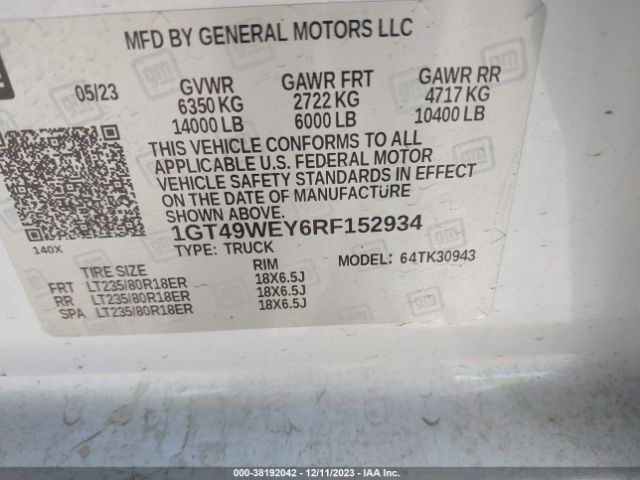 MFD BY GENERAL MOTORS LLC
05/23 GVWR GAWR FRT GAWR RR
6350 KG 2722 KG 4717 KG
14000 LB 6000 LB 10400 LB
THIS VEHICLE CONFORMS TO ALL
APPLICABLE U.S. FEDERAL MOTOR
VEHICLE SAFETY STANDARDS IN EFFECT
ON THE DATE OF MANUFACTURE
SHOWN ABOVE.
1GT49WEY6RF152934
140X TYPE: TRUCK MODEL: 64TK30943
TIRE SIZE RIM
FRT LT235/80R18ER 18X6.5J
RR LT235/80R18ER 18X6.5J
SPA LT235/80R18ER 18X6.5J
000-38192042 - 12/11/2023 - IAA Inc.